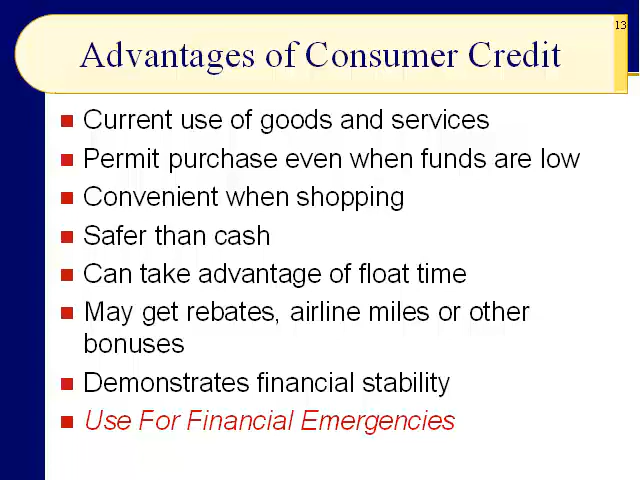 13
Advantages of Consumer Credit
Current use of goods and services
Permit purchase even when funds are low
Convenient when shopping
Safer than cash
Can take advantage of float time
May get rebates, airline miles or other
bonuses
Demonstrates financial stability
Use For Financial Emergencies